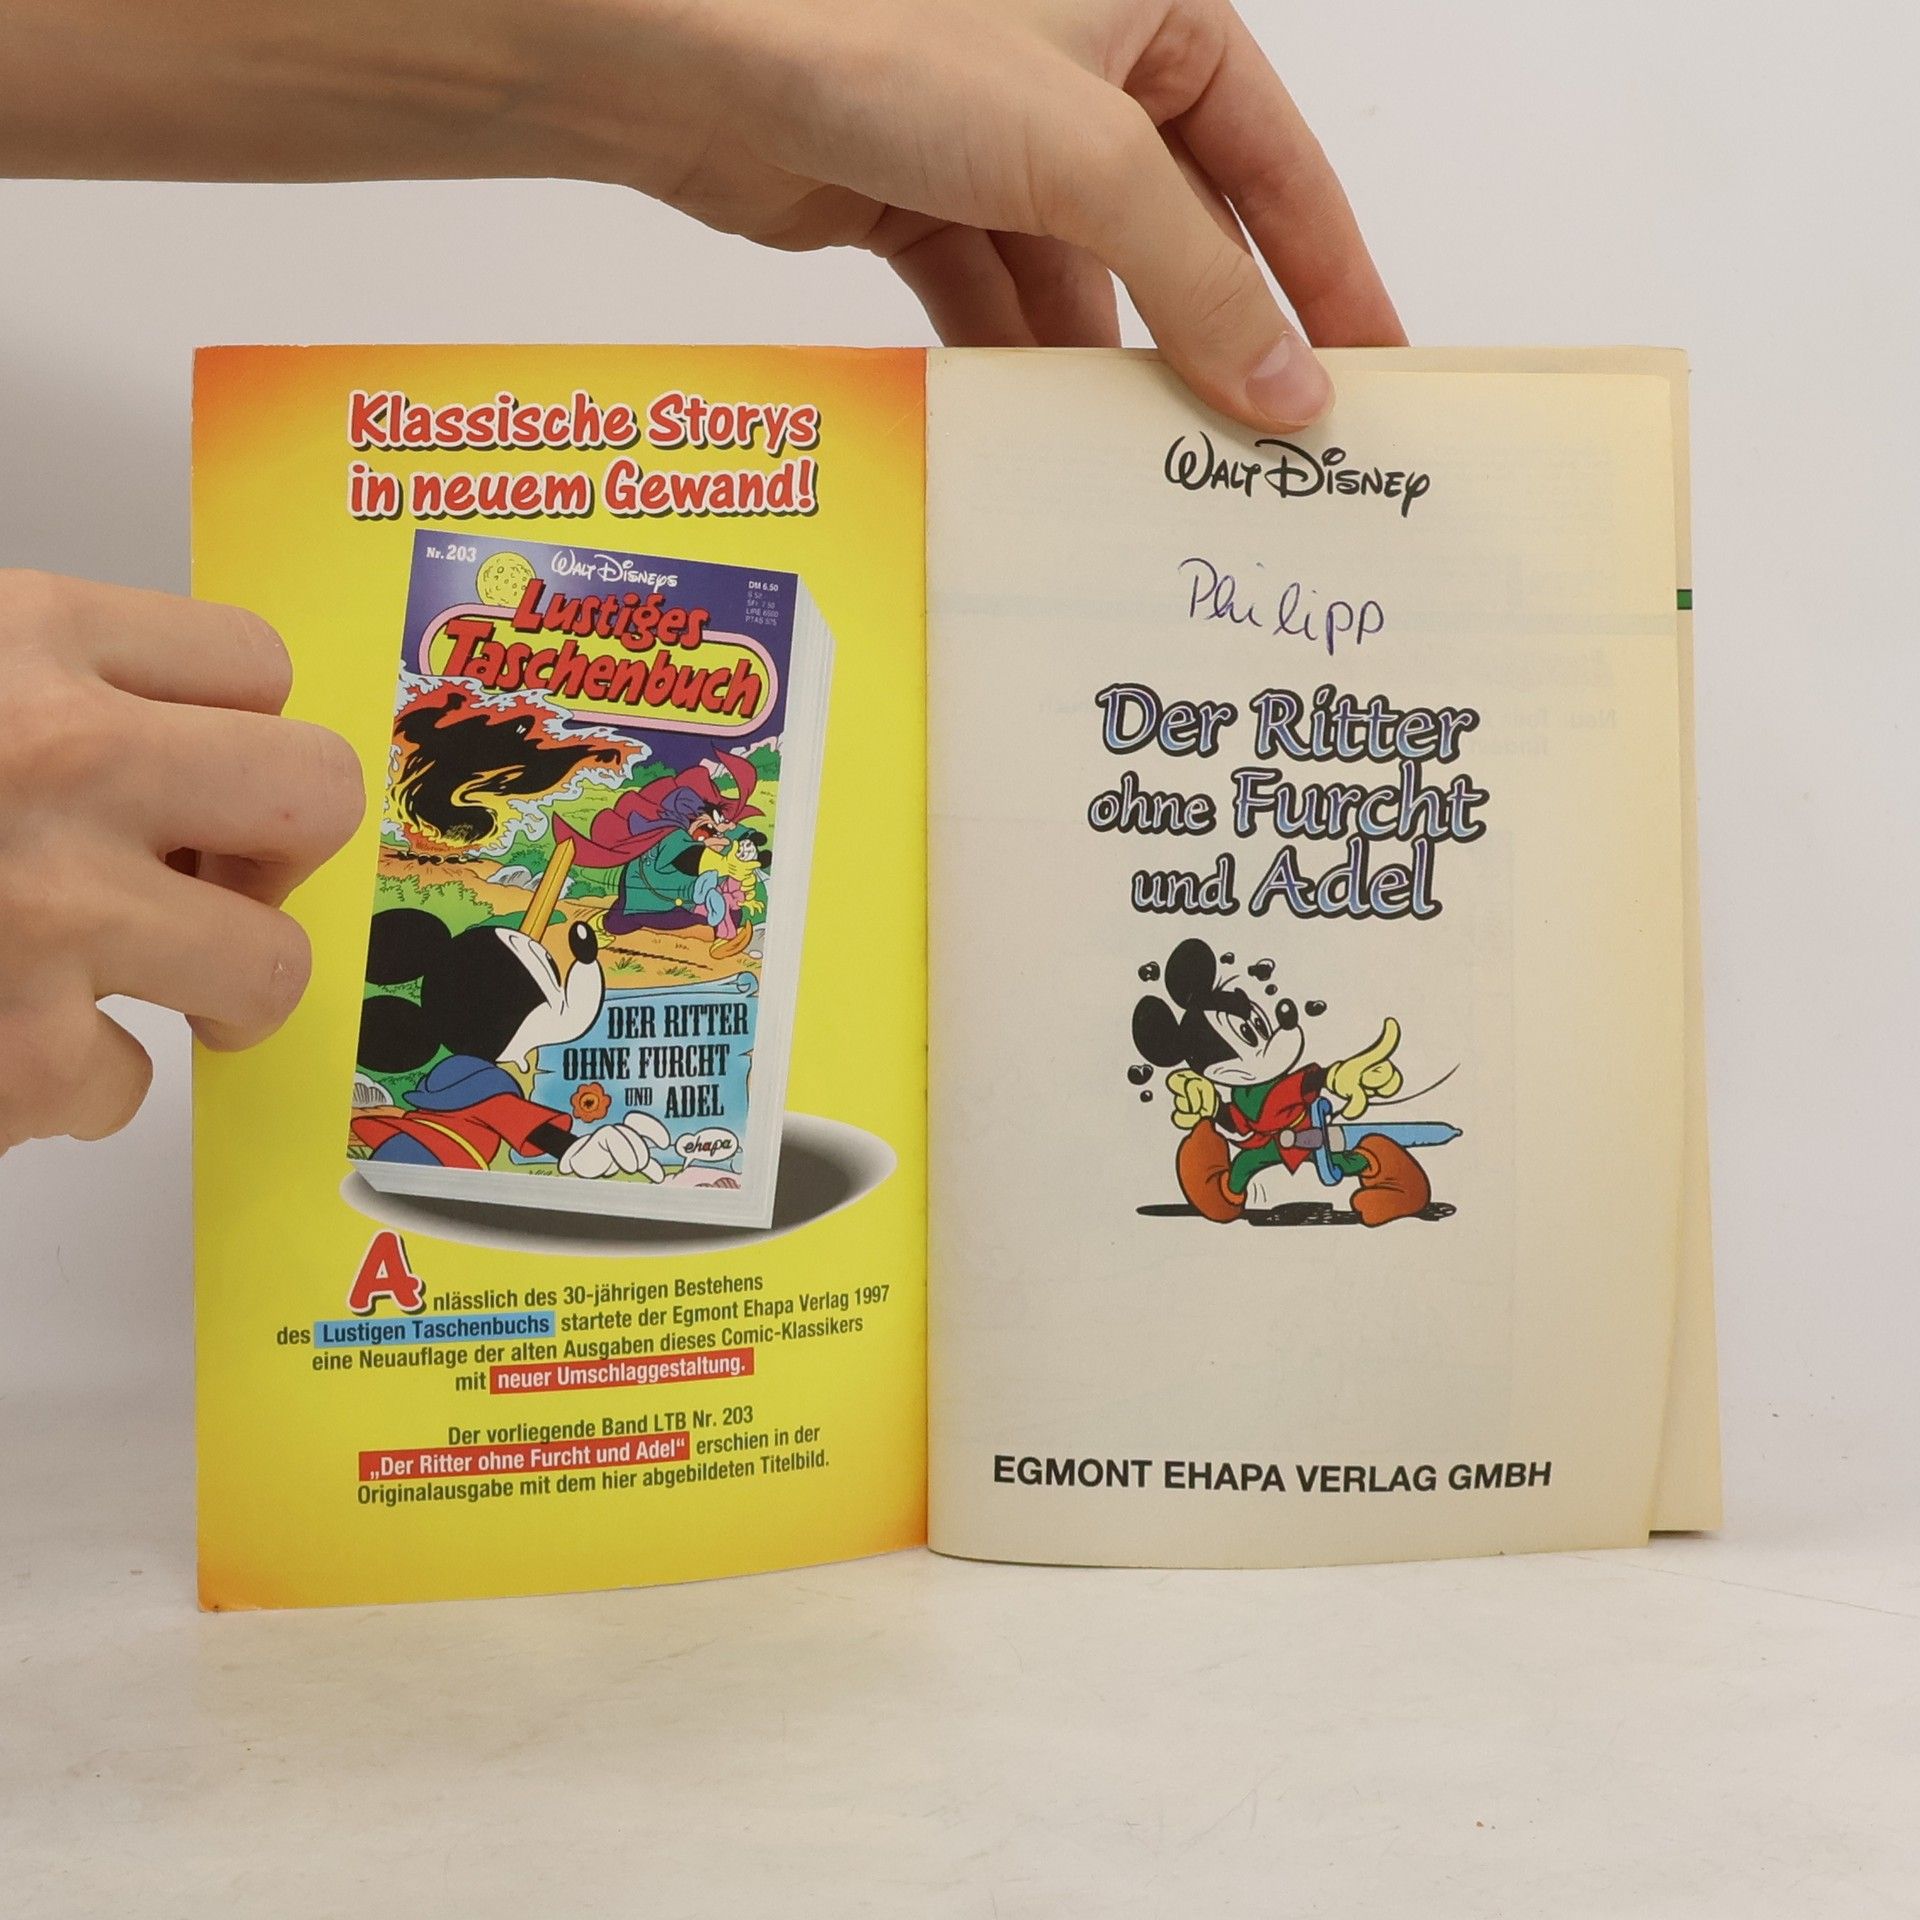 Klassische Storys
in neuem Gewand!
Nr. 203
WALT DISNEYS
DM 6.50
Lustiges
Taschenbuch
DER RITTER
OHNE FURCHT
UND ADEL
ehapa
Anlässlich des 30-jährigen Bestehens
des Lustigen Taschenbuchs startete der Egmont Ehapa Verlag 1997
eine Neuauflage der alten Ausgaben dieses Comic-Klassikers
mit neuer Umschlaggestaltung.
Der vorliegende Band LTB Nr. 203
„Der Ritter ohne Furcht und Adel“ erschien in der
Originalausgabe mit dem hier abgebildeten Titelbild.
WALT DISNEY
Philipp
Der Ritter
ohne Furcht
und Adel
EGMONT EHAPA VERLAG GMBH